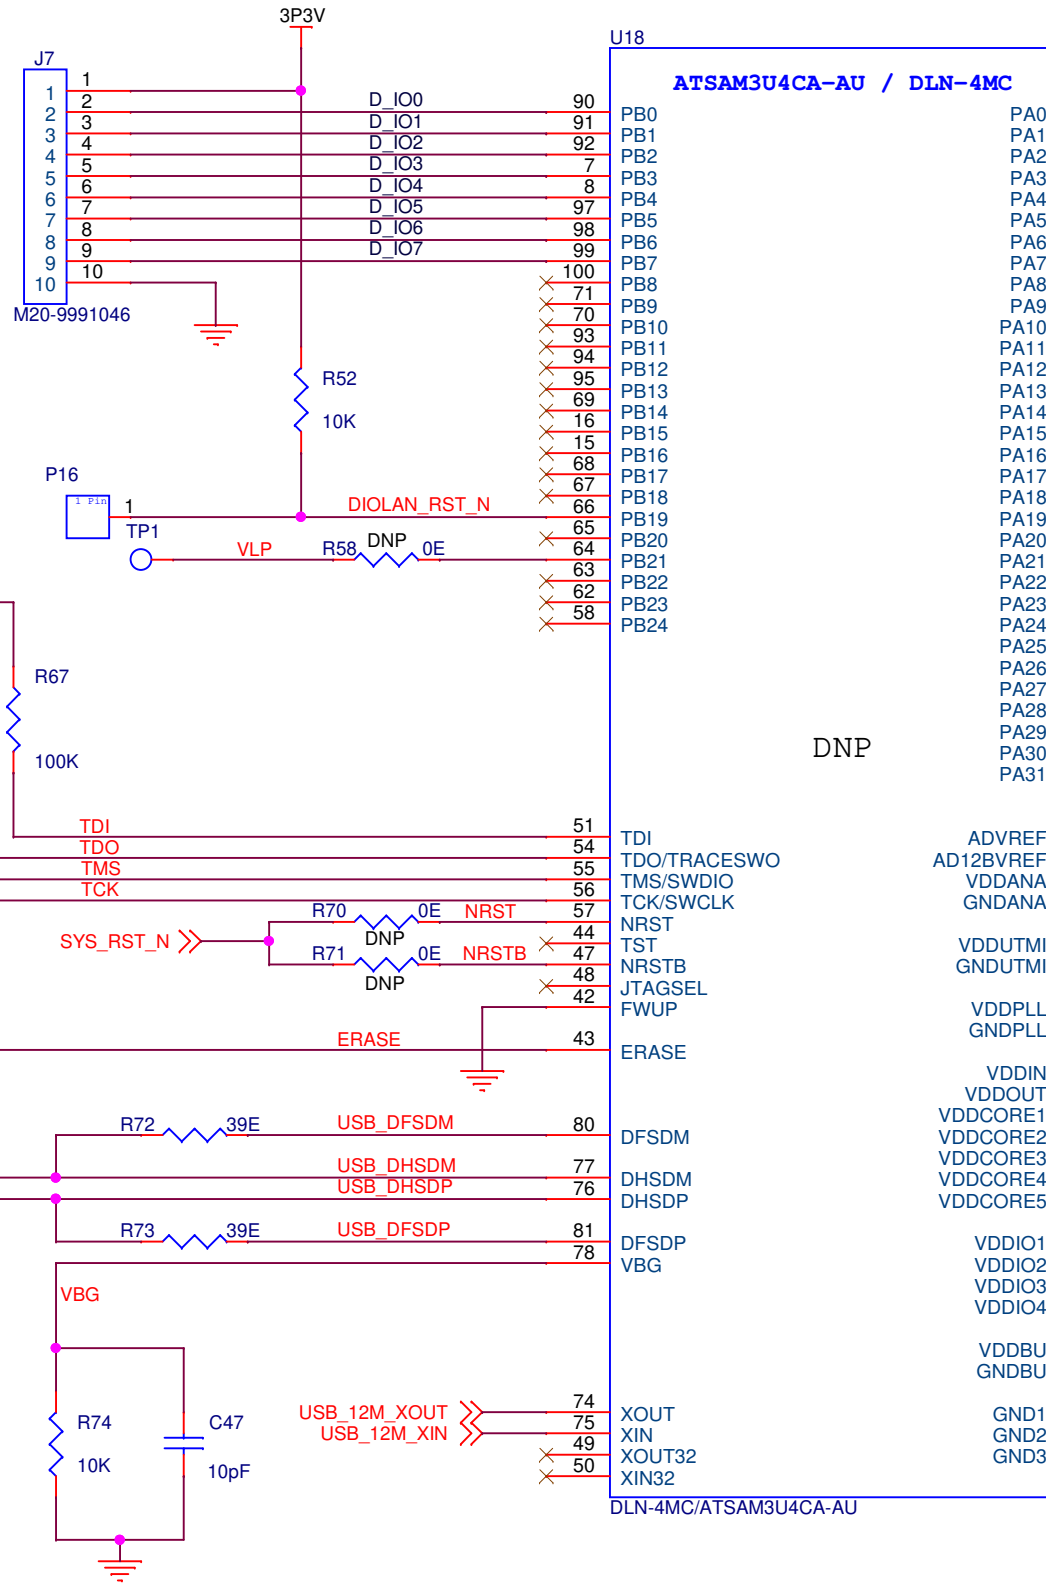 3P3V
J7
1 1
2 2
3 3
4 4
5 5
6 6
7 7
8 8
9 9
10 10
M20-9991046
D_IO0
D_IO1
D_IO2
D_IO3
D_IO4
D_IO5
D_IO6
D_IO7
R52
10K
P16
1 Pin
1
DIOLAN_RST_N
TP1
VLP
R58
DNP
0E
R67
100K
TDI
TDO
TMS
TCK
SYS_RST_N
R70
0E
DNP
NRST
R71
0E
DNP
NRSTB
ERASE
R72
39E
USB_DFSDM
USB_DHSDM
USB_DHSDP
R73
39E
USB_DFSDP
VBG
R74
10K
C47
10pF
USB_12M_XOUT
USB_12M_XIN
U18
ATSAM3U4CA-AU / DLN-4MC
90 PB0
91 PB1
92 PB2
7 PB3
8 PB4
97 PB5
98 PB6
99 PB7
100 PB8
71 PB9
70 PB10
93 PB11
94 PB12
95 PB13
69 PB14
16 PB15
15 PB16
68 PB17
67 PB18
66 PB19
65 PB20
64 PB21
63 PB22
62 PB23
58 PB24
51 TDI
54 TDO/TRACESWO
55 TMS/SWDIO
56 TCK/SWCLK
57 NRST
44 TST
47 NRSTB
48 JTAGSEL
42 FWUP
43 ERASE
80 DFSDM
77 DHSDM
76 DHSDP
81 DFSDP
78 VBG
74 XOUT
75 XIN
49 XOUT32
50 XIN32
DNP
PA0
PA1
PA2
PA3
PA4
PA5
PA6
PA7
PA8
PA9
PA10
PA11
PA12
PA13
PA14
PA15
PA16
PA17
PA18
PA19
PA20
PA21
PA22
PA23
PA24
PA25
PA26
PA27
PA28
PA29
PA30
PA31
ADVREF
AD12BVREF
VDDANA
GNDANA
VDDUTMI
GNDUTMI
VDDPLL
GNDPLL
VDDIN
VDDOUT
VDDCORE1
VDDCORE2
VDDCORE3
VDDCORE4
VDDCORE5
VDDIO1
VDDIO2
VDDIO3
VDDIO4
VDDBU
GNDBU
GND1
GND2
GND3
DLN-4MC/ATSAM3U4CA-AU